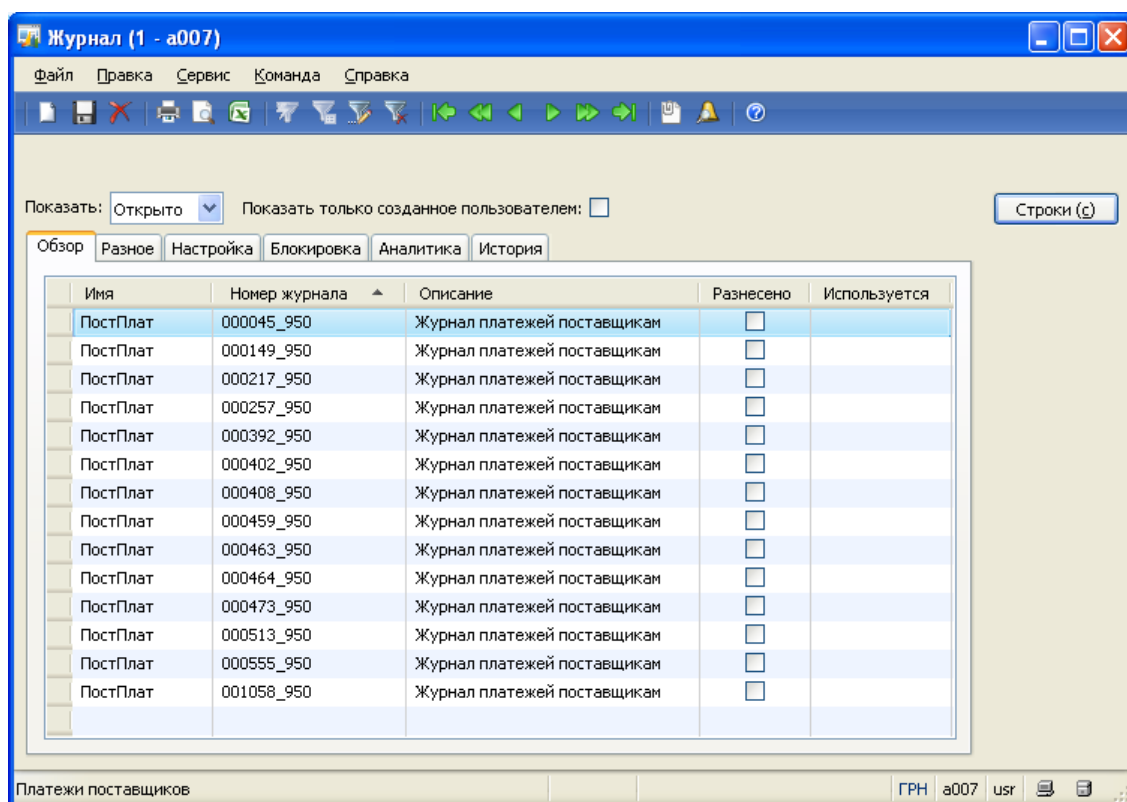 Журнал (1 - a007)
Файл Правка Сервис Команда Справка
Показать: Открыто Показать только созданное пользователем: Строки (с)
Обзор Разное Настройка Блокировка Аналитика История
Имя Номер журнала Описание Разнесено Используется
ПостПлат 000045_950 Журнал платежей поставщикам
ПостПлат 000149_950 Журнал платежей поставщикам
ПостПлат 000217_950 Журнал платежей поставщикам
ПостПлат 000257_950 Журнал платежей поставщикам
ПостПлат 000392_950 Журнал платежей поставщикам
ПостПлат 000402_950 Журнал платежей поставщикам
ПостПлат 000408_950 Журнал платежей поставщикам
ПостПлат 000459_950 Журнал платежей поставщикам
ПостПлат 000463_950 Журнал платежей поставщикам
ПостПлат 000464_950 Журнал платежей поставщикам
ПостПлат 000473_950 Журнал платежей поставщикам
ПостПлат 000513_950 Журнал платежей поставщикам
ПостПлат 000555_950 Журнал платежей поставщикам
ПостПлат 001058_950 Журнал платежей поставщикам
Платежи поставщиков ГРН a007 usr